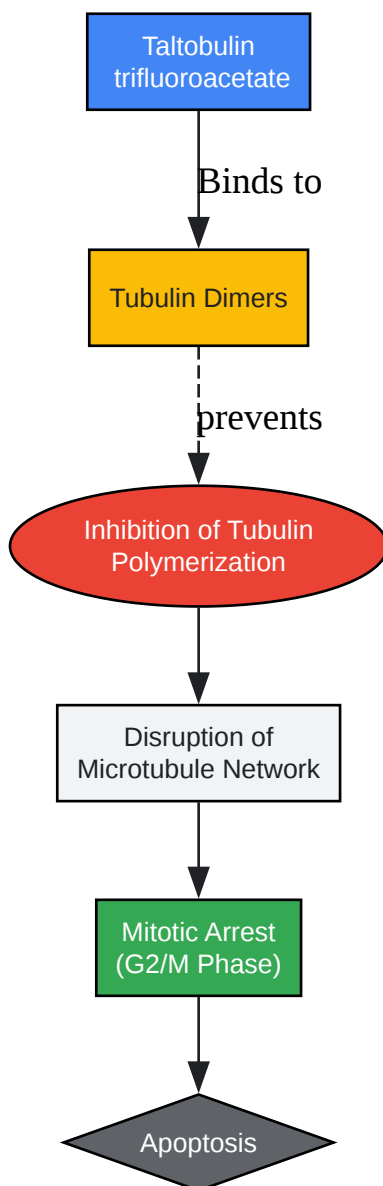 Taltobulin
trifluoroacetate
Binds to
Tubulin Dimers
prevents
Inhibition of Tubulin
Polymerization
Disruption of
Microtubule Network
Mitotic Arrest
(G2/M Phase)
Apoptosis